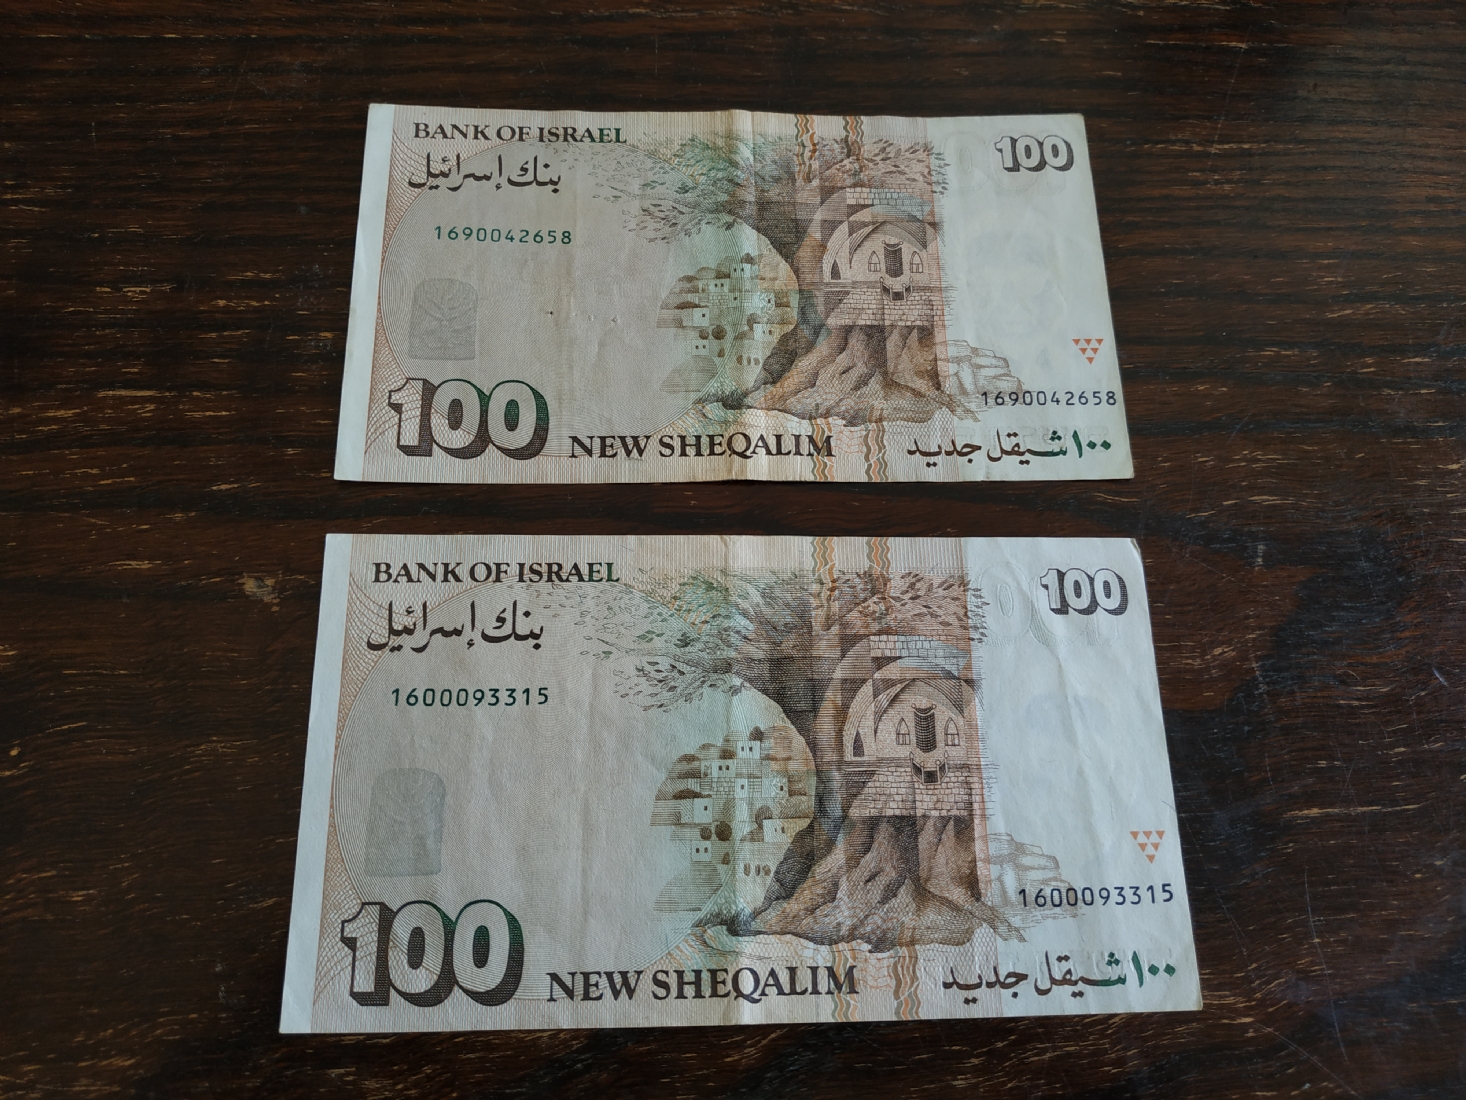 BANK OF ISRAEL
100
بنك إسرائيل
1690042658
1690042658
100
NEW SHEQALIM
١٠٠ شيقل جديد
BANK OF ISRAEL
100
بنك إسرائيل
1600093315
1600093315
100
NEW SHEQALIM
١٠٠ شيقل جديد